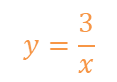 y = 3/x